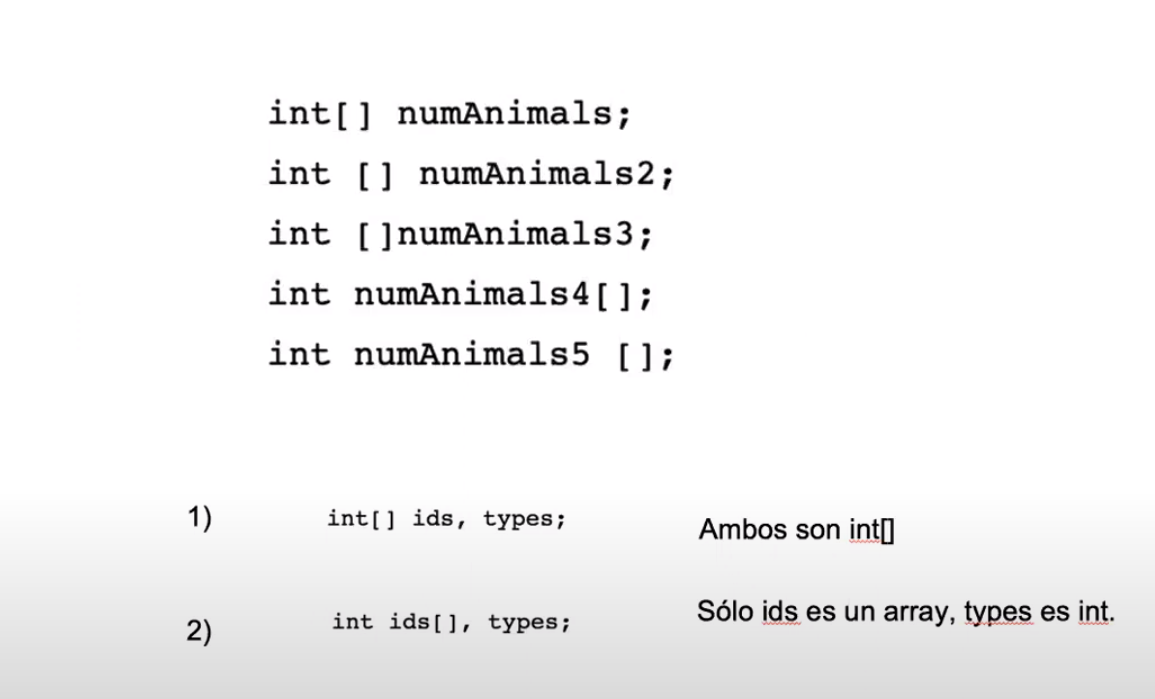 int[] numAnimals;
int [] numAnimals2;
int []numAnimals3;
int numAnimals4[];
int numAnimals5 [];
1) int[] ids, types; Ambos son int[]
2) int ids[], types; Sólo ids es un array, types es int.